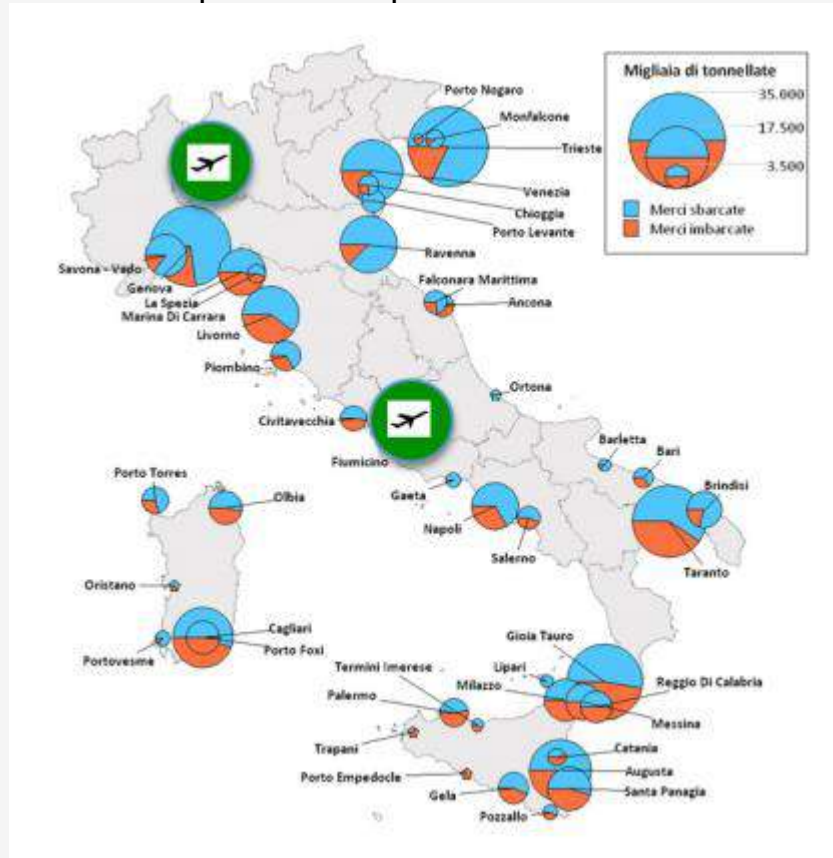 Migliaia di tonnellate
35.000
17.500
3.500
Merci sbarcate
Merci imbarcate
Porto Nogaro
Monfalcone
Trieste
Venezia
Chioggia
Porto Levante
Ravenna
Savona - Vado
Genova
La Spezia
Marina Di Carrara
Livorno
Falconara Marittima
Ancona
Piombino
Ortona
Civitavecchia
Fiumicino
Barletta
Bari
Brindisi
Gaeta
Napoli
Salerno
Taranto
Porto Torres
Olbia
Oristano
Cagliari
Porto Foxi
Portovesme
Gioia Tauro
Lipari
Termini Imerese
Milazzo
Reggio Di Calabria
Palermo
Messina
Trapani
Catania
Porto Empedocle
Augusta
Gela
Santa Panagia
Pozzallo